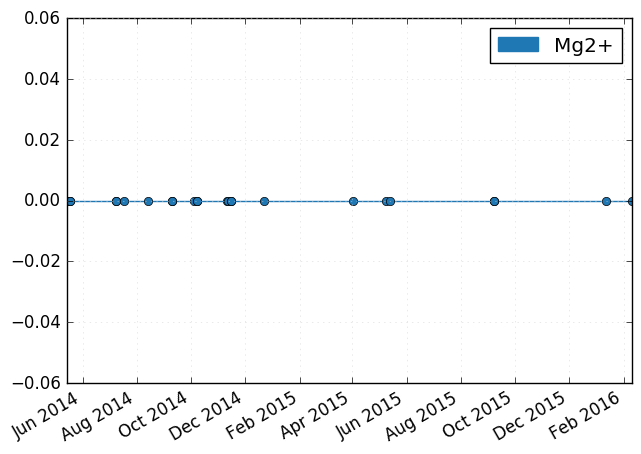 0.06
Mg2+
0.04
0.02
0.00
−0.02
−0.04
−0.06
Jun 2014
Aug 2014
Oct 2014
Dec 2014
Feb 2015
Apr 2015
Jun 2015
Aug 2015
Oct 2015
Dec 2015
Feb 2016